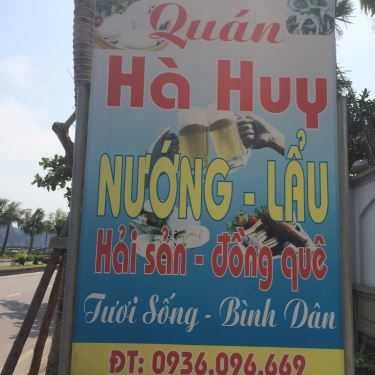 Quán
Hà Huy
NƯỚNG - LẨU
Hải sản - đồng quê
Tươi Sống - Bình Dân
ĐT: 0936.096.669